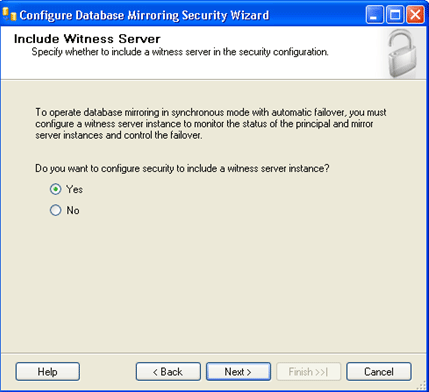 Configure Database Mirroring Security Wizard
Include Witness Server
Specify whether to include a witness server in the security configuration.
To operate database mirroring in synchronous mode with automatic failover, you must
configure a witness server instance to monitor the status of the principal and mirror
server instances and control the failover.
Do you want to configure security to include a witness server instance?
Yes
No
Help
< Back
Next >
Finish >>|
Cancel